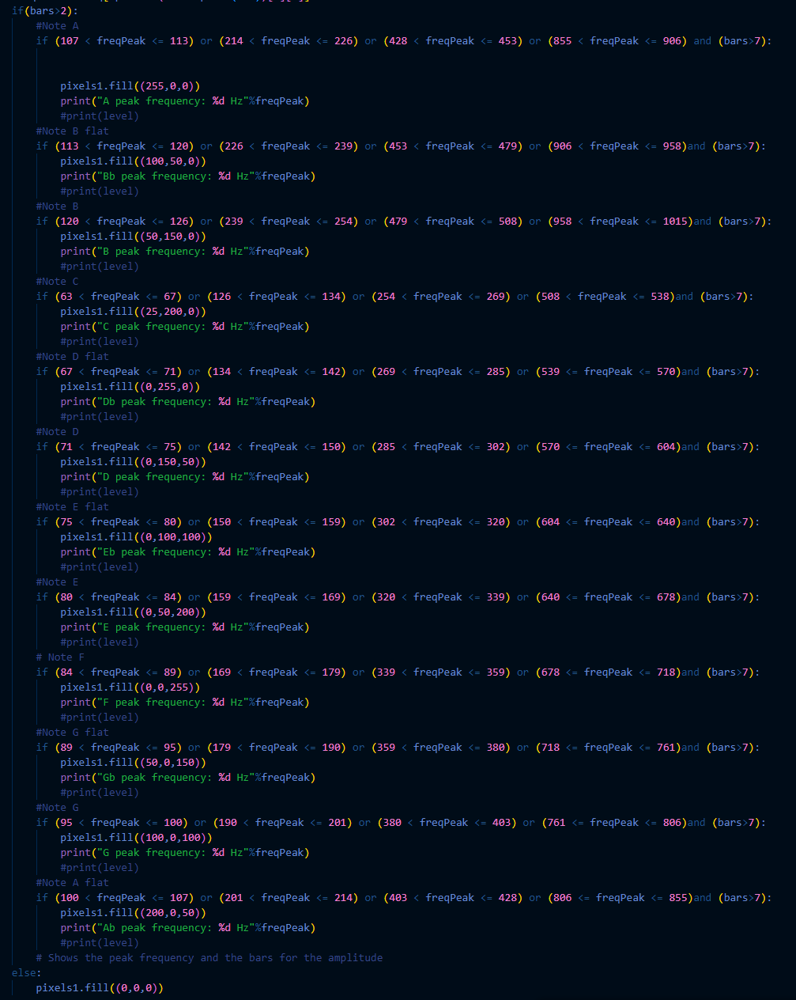 if(bars>2):
    #Note A
    if (107 < freqPeak <= 113) or (214 < freqPeak <= 226) or (428 < freqPeak <= 453) or (855 < freqPeak <= 906) and (bars>7):
        pixels1.fill((255,0,0))
        print("A peak frequency: %d Hz"%freqPeak)
        #print(level)
    #Note B flat
    if (113 < freqPeak <= 120) or (226 < freqPeak <= 239) or (453 < freqPeak <= 479) or (906 < freqPeak <= 958)and (bars>7):
        pixels1.fill((100,50,0))
        print("Bb peak frequency: %d Hz"%freqPeak)
        #print(level)
    #Note B
    if (120 < freqPeak <= 126) or (239 < freqPeak <= 254) or (479 < freqPeak <= 508) or (958 < freqPeak <= 1015)and (bars>7):
        pixels1.fill((50,150,0))
        print("B peak frequency: %d Hz"%freqPeak)
        #print(level)
    #Note C
    if (63 < freqPeak <= 67) or (126 < freqPeak <= 134) or (254 < freqPeak <= 269) or (508 < freqPeak <= 538)and (bars>7):
        pixels1.fill((25,200,0))
        print("C peak frequency: %d Hz"%freqPeak)
        #print(level)
    #Note D flat
    if (67 < freqPeak <= 71) or (134 < freqPeak <= 142) or (269 < freqPeak <= 285) or (539 <= freqPeak <= 570)and (bars>7):
        pixels1.fill((0,255,0))
        print("Db peak frequency: %d Hz"%freqPeak)
        #print(level)
    #Note D
    if (71 < freqPeak <= 75) or (142 < freqPeak <= 150) or (285 < freqPeak <= 302) or (570 <= freqPeak <= 604)and (bars>7):
        pixels1.fill((0,150,50))
        print("D peak frequency: %d Hz"%freqPeak)
        #print(level)
    #Note E flat
    if (75 < freqPeak <= 80) or (150 < freqPeak <= 159) or (302 < freqPeak <= 320) or (604 <= freqPeak <= 640)and (bars>7):
        pixels1.fill((0,100,100))
        print("Eb peak frequency: %d Hz"%freqPeak)
        #print(level)
    #Note E
    if (80 < freqPeak <= 84) or (159 < freqPeak <= 169) or (320 < freqPeak <= 339) or (640 <= freqPeak <= 678)and (bars>7):
        pixels1.fill((0,50,200))
        print("E peak frequency: %d Hz"%freqPeak)
        #print(level)
    # Note F
    if (84 < freqPeak <= 89) or (169 < freqPeak <= 179) or (339 < freqPeak <= 359) or (678 <= freqPeak <= 718)and (bars>7):
        pixels1.fill((0,0,255))
        print("F peak frequency: %d Hz"%freqPeak)
        #print(level)
    #Note G flat
    if (89 < freqPeak <= 95) or (179 < freqPeak <= 190) or (359 < freqPeak <= 380) or (718 <= freqPeak <= 761)and (bars>7):
        pixels1.fill((50,0,150))
        print("Gb peak frequency: %d Hz"%freqPeak)
        #print(level)
    #Note G
    if (95 < freqPeak <= 100) or (190 < freqPeak <= 201) or (380 < freqPeak <= 403) or (761 <= freqPeak <= 806)and (bars>7):
        pixels1.fill((100,0,100))
        print("G peak frequency: %d Hz"%freqPeak)
        #print(level)
    #Note A flat
    if (100 < freqPeak <= 107) or (201 < freqPeak <= 214) or (403 < freqPeak <= 428) or (806 <= freqPeak <= 855)and (bars>7):
        pixels1.fill((200,0,50))
        print("Ab peak frequency: %d Hz"%freqPeak)
        #print(level)
    # Shows the peak frequency and the bars for the amplitude
else:
    pixels1.fill((0,0,0))